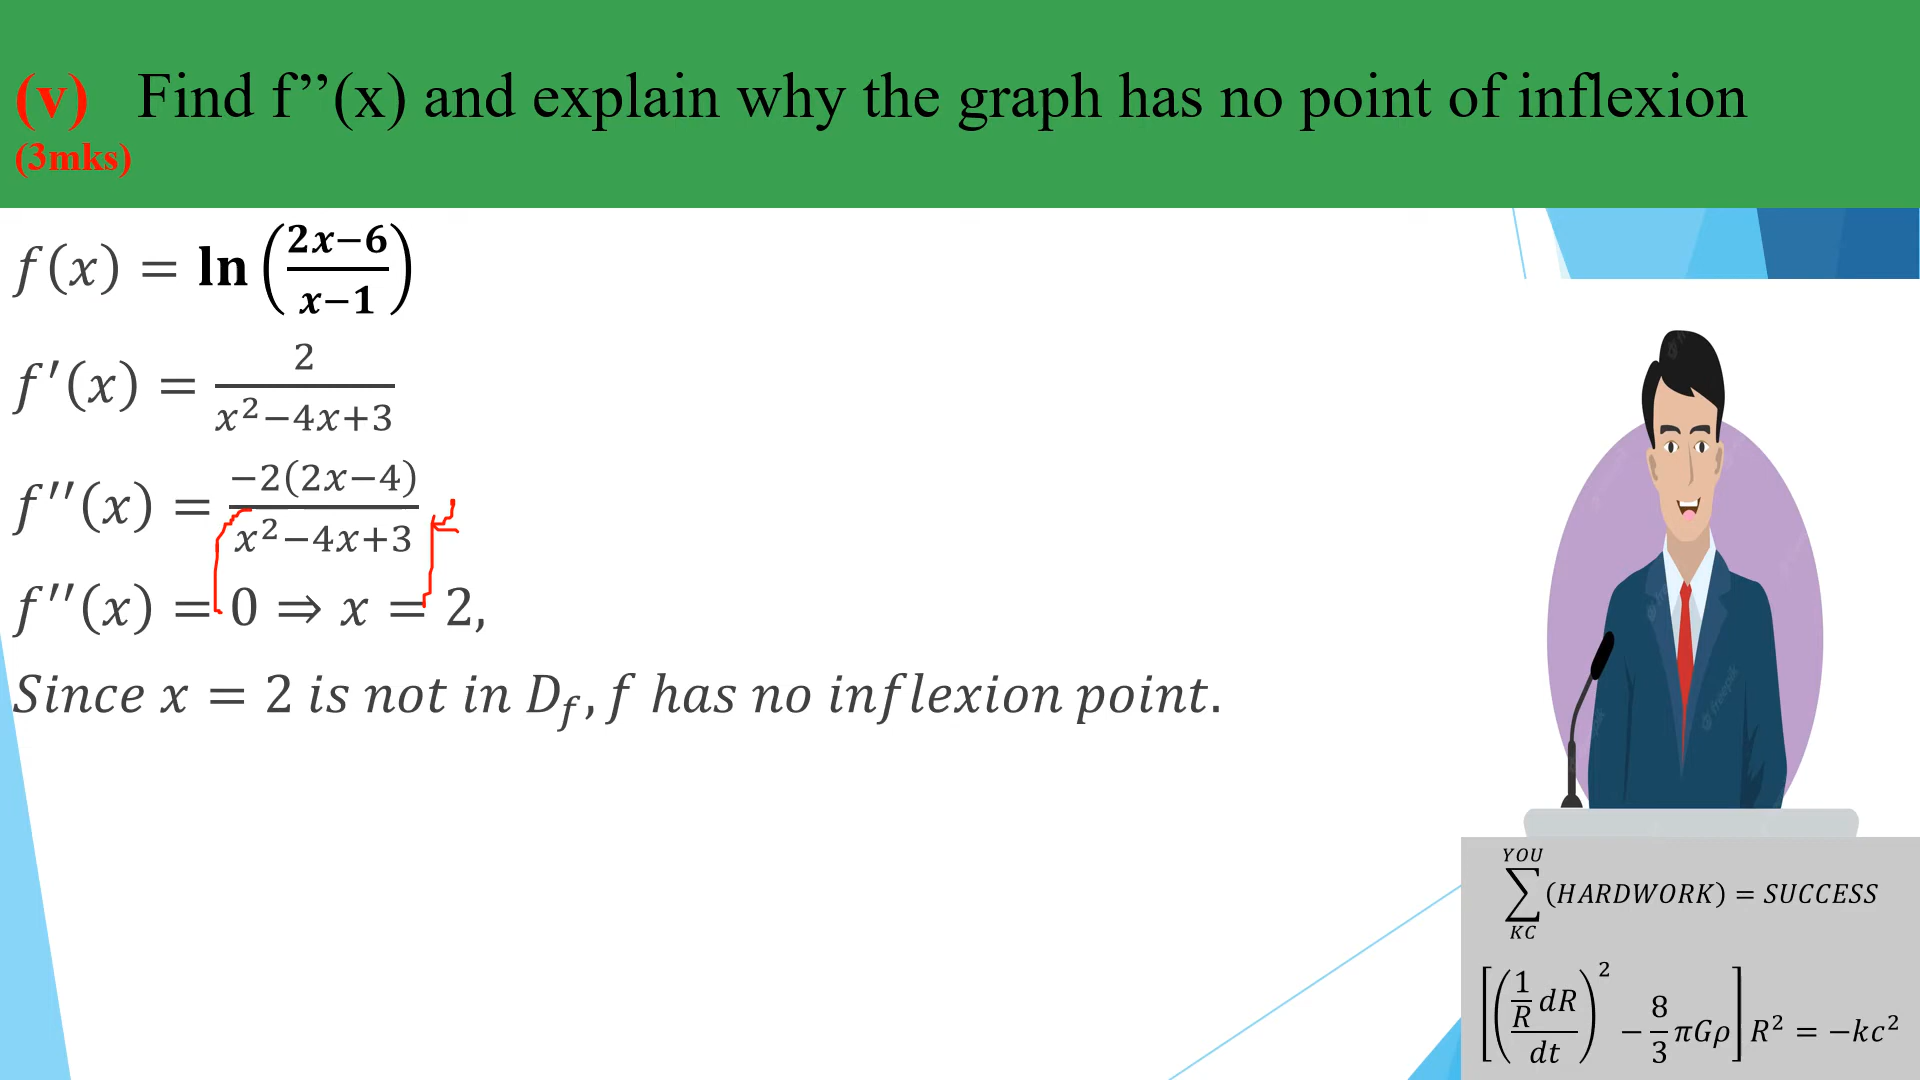 (v) Find f’’(x) and explain why the graph has no point of inflexion
(3mks)
f(x) = ln((2x−6)/(x−1))
f′(x) = 2/(x²−4x+3)
f′′(x) = −2(2x−4)/(x²−4x+3)²
f′′(x) = 0 ⇒ x = 2,
Since x = 2 is not in D_f, f has no inflexion point.
YOU
∑(HARDWORK) = SUCCESS
KC
[((1/R dR)/dt)² − 8/3 πGρ] R² = −kc²